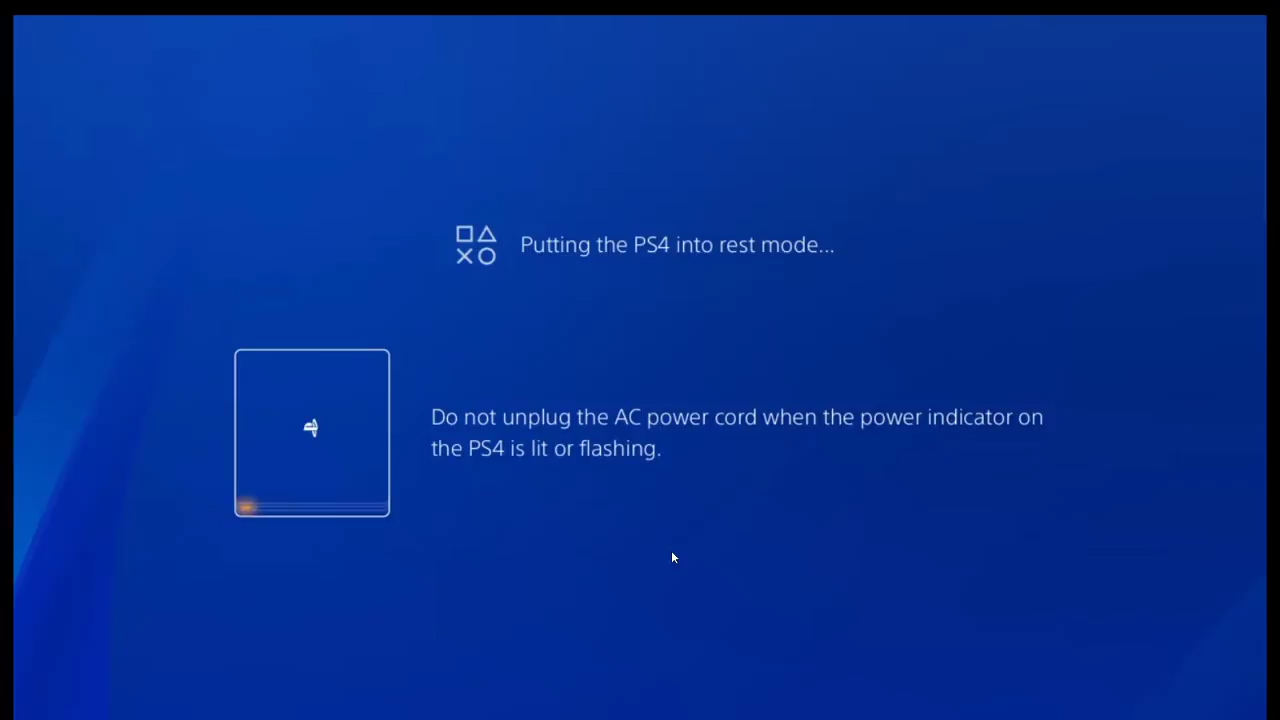 Putting the PS4 into rest mode...
Do not unplug the AC power cord when the power indicator on
the PS4 is lit or flashing.